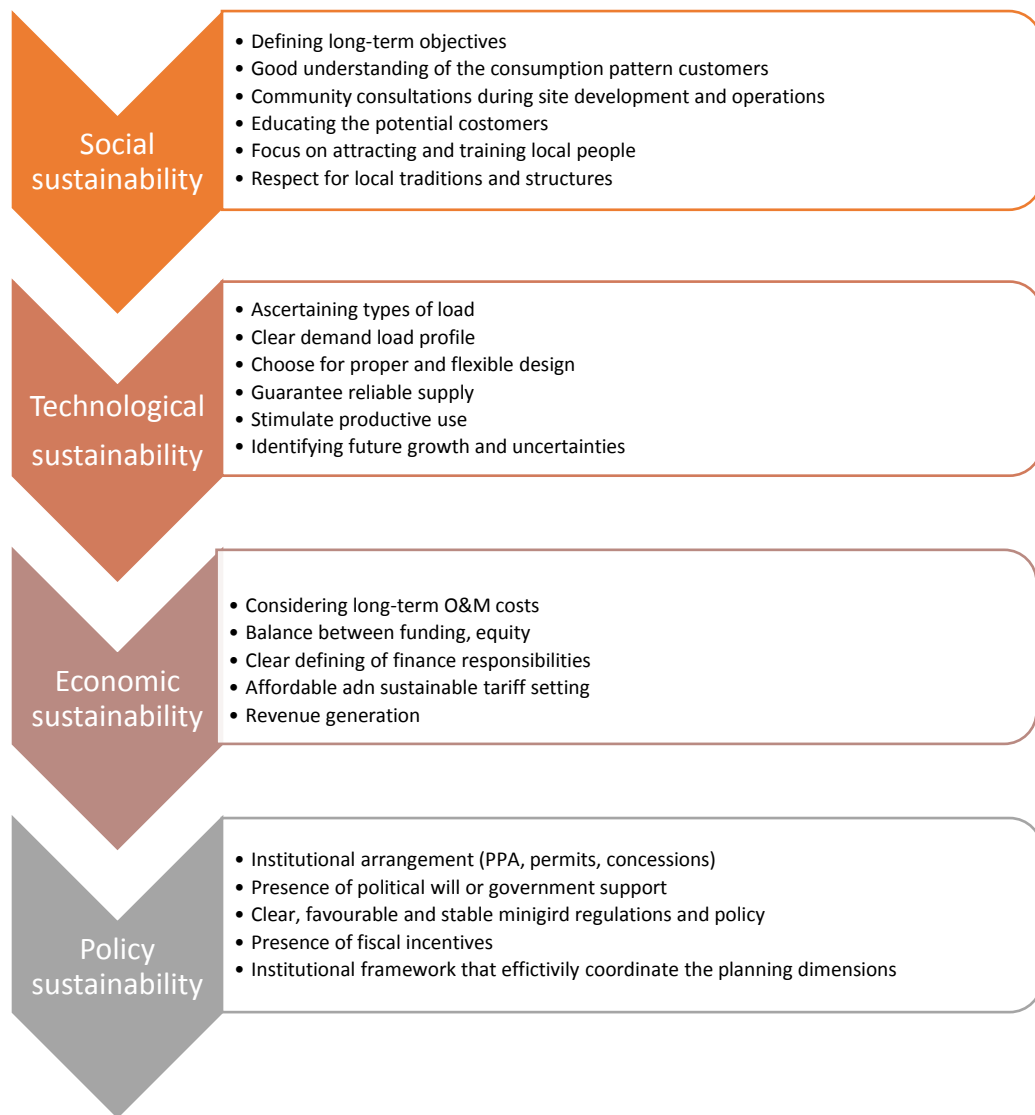 Social
sustainability
• Defining long-term objectives
• Good understanding of the consumption pattern customers
• Community consultations during site development and operations
• Educating the potential costomers
• Focus on attracting and training local people
• Respect for local traditions and structures
Technological
sustainability
• Ascertaining types of load
• Clear demand load profile
• Choose for proper and flexible design
• Guarantee reliable supply
• Stimulate productive use
• Identifying future growth and uncertainties
Economic
sustainability
• Considering long-term O&M costs
• Balance between funding, equity
• Clear defining of finance responsibilities
• Affordable adn sustainable tariff setting
• Revenue generation
Policy
sustainability
• Institutional arrangement (PPA, permits, concessions)
• Presence of political will or government support
• Clear, favourable and stable minigird regulations and policy
• Presence of fiscal incentives
• Institutional framework that effictivily coordinate the planning dimensions